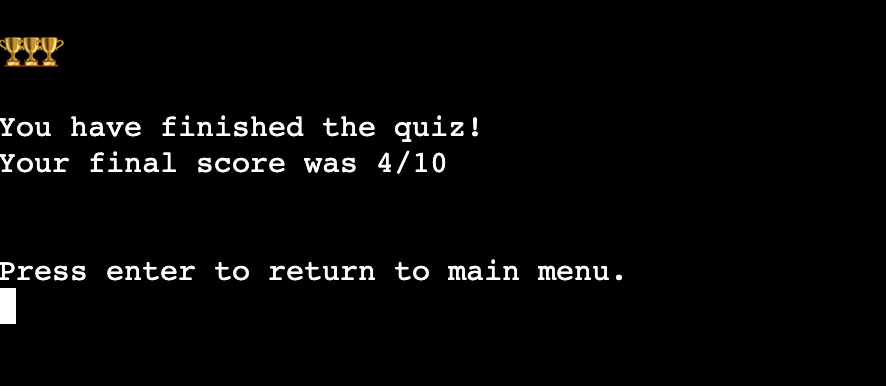 You have finished the quiz!
Your final score was 4/10
Press enter to return to main menu.